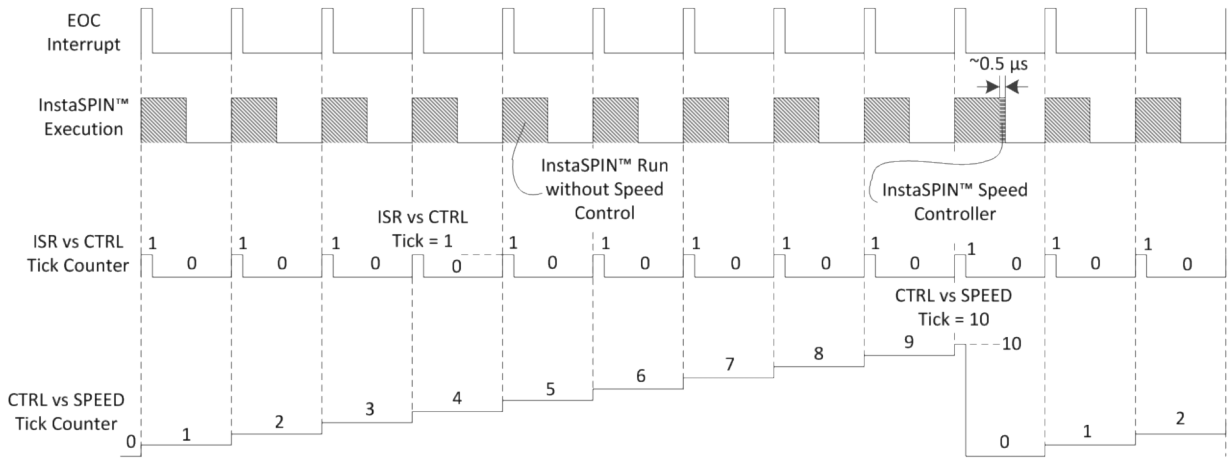 EOC
Interrupt
~0.5 µs
InstaSPIN™
Execution
InstaSPIN™ Run
without Speed
Control
InstaSPIN™ Speed
Controller
ISR vs CTRL
Tick = 1
ISR vs CTRL
Tick Counter
1 1 1 1 1 1 1 1 1 1 1
0 0 0 0 0 0 0 0 0 0 0 0
CTRL vs SPEED
Tick = 10
CTRL vs SPEED
Tick Counter
0 1 2 3 4 5 6 7 8 9 10 0 1 2